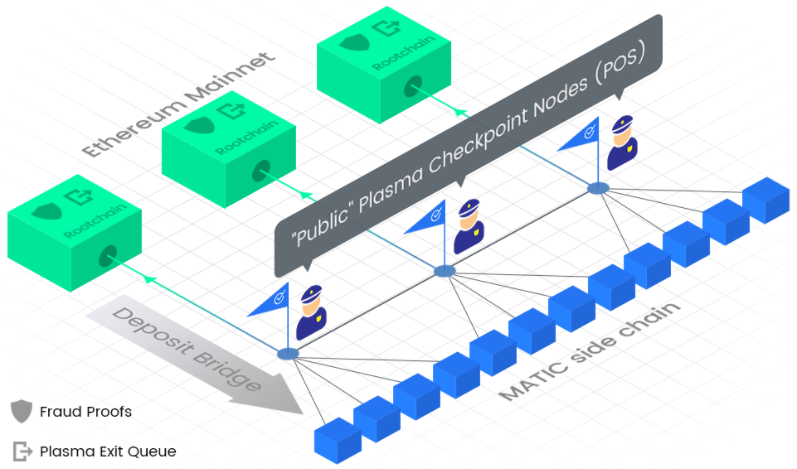 Ethereum Mainnet
Rootchain
Rootchain
Rootchain
"Public" Plasma Checkpoint Nodes (POS)
Deposit Bridge
MATIC side chain
Fraud Proofs
Plasma Exit Queue